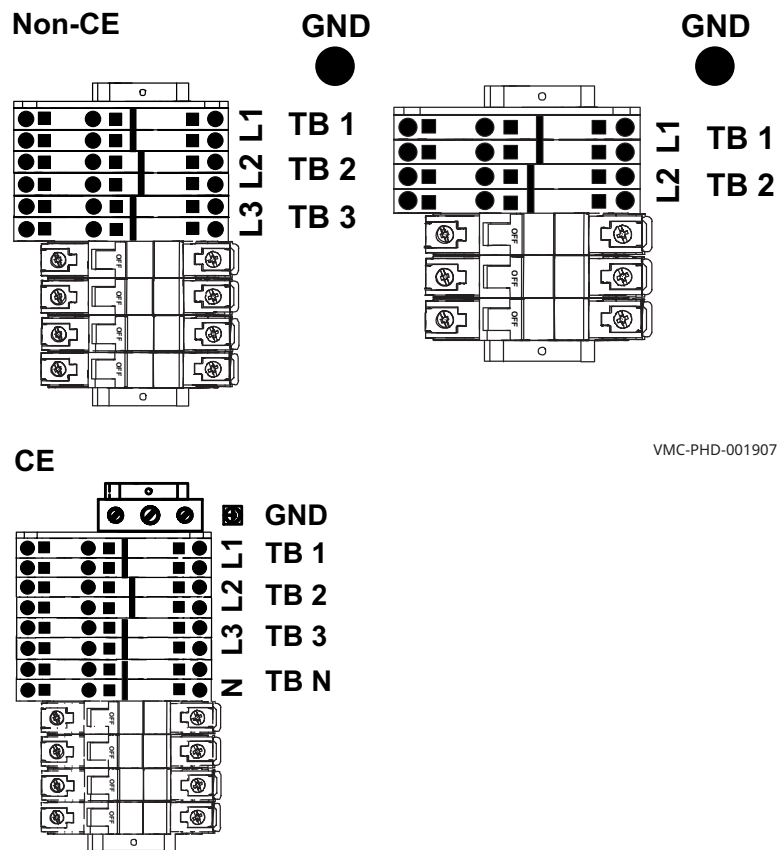 Non-CE
GND
L1 TB 1
L2 TB 2
L3 TB 3
OFF
OFF
OFF
OFF
GND
L1 TB 1
L2 TB 2
OFF
OFF
OFF
VMC-PHD-001907
CE
GND
L1 TB 1
L2 TB 2
L3 TB 3
N TB N
OFF
OFF
OFF
OFF